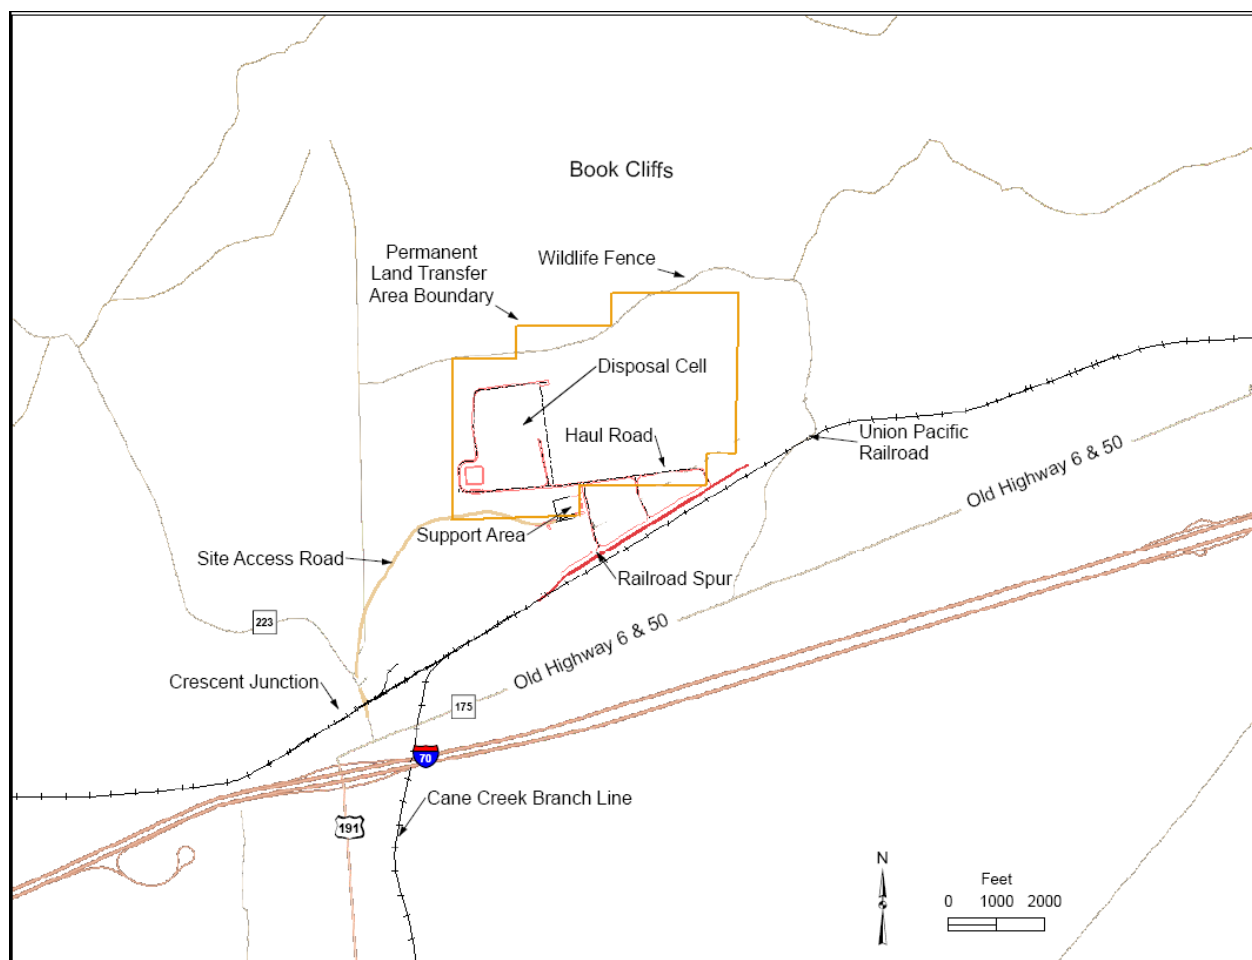 Book Cliffs
Permanent
Land Transfer
Area Boundary
Wildlife Fence
Disposal Cell
Haul Road
Union Pacific
Railroad
Old Highway 6 & 50
Support Area
Site Access Road
Railroad Spur
223
Old Highway 6 & 50
Crescent Junction
175
70
Cane Creek Branch Line
191
N
Feet
0 1000 2000